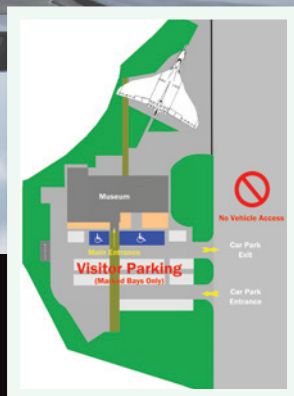 Museum
No Vehicle Access
Main Entrance
Car Park
Exit
Visitor Parking
(Marked Bays Only)
Car Park
Entrance